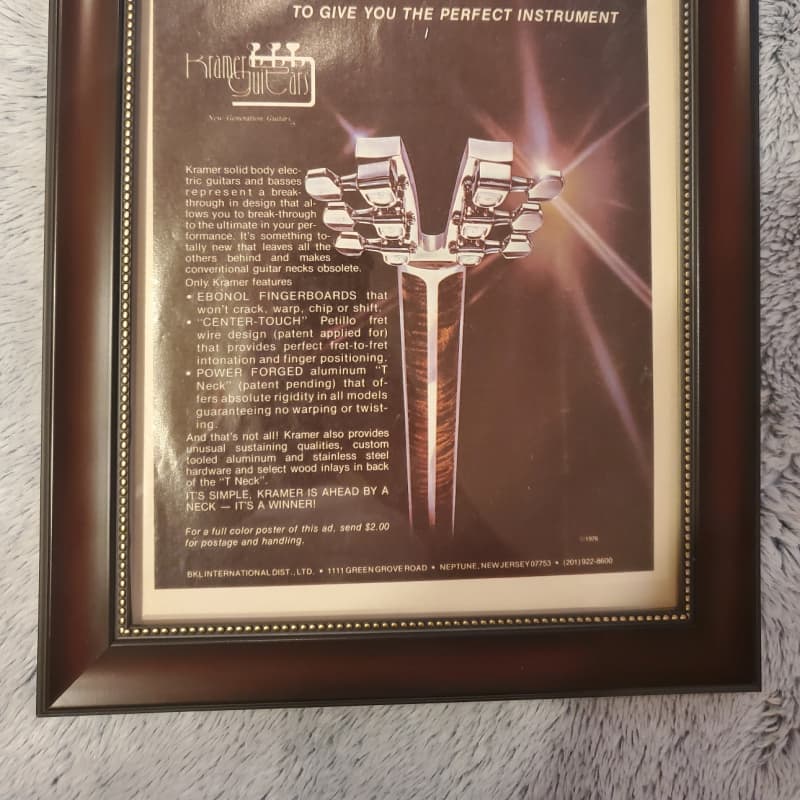 TO GIVE YOU THE PERFECT INSTRUMENT
Kramer
Guitars
New Generation Guitars
Kramer solid body elec-
tric guitars and basses
represent a break-
through in design that al-
lows you to break-through
to the ultimate in your per-
formance. It's something to-
tally new that leaves all the
others behind and makes
conventional guitar necks obsolete.
Only Kramer features
• EBONOL FINGERBOARDS that
won't crack, warp, chip or shift.
• "CENTER-TOUCH" Petillo fret
wire design (patent applied for)
that provides perfect fret-to-fret
intonation and finger positioning.
• POWER FORGED aluminum "T
Neck" (patent pending) that of-
fers absolute rigidity in all models
guaranteeing no warping or twist-
ing.
And that's not all! Kramer also provides
unusual sustaining qualities, custom
tooled aluminum and stainless steel
hardware and select wood inlays in back
of the "T Neck".
IT'S SIMPLE, KRAMER IS AHEAD BY A
NECK — IT'S A WINNER!
For a full color poster of this ad, send $2.00
for postage and handling.
©1976
BKL INTERNATIONAL DIST., LTD. • 1111 GREEN GROVE ROAD • NEPTUNE, NEW JERSEY 07753 • (201) 922-8600